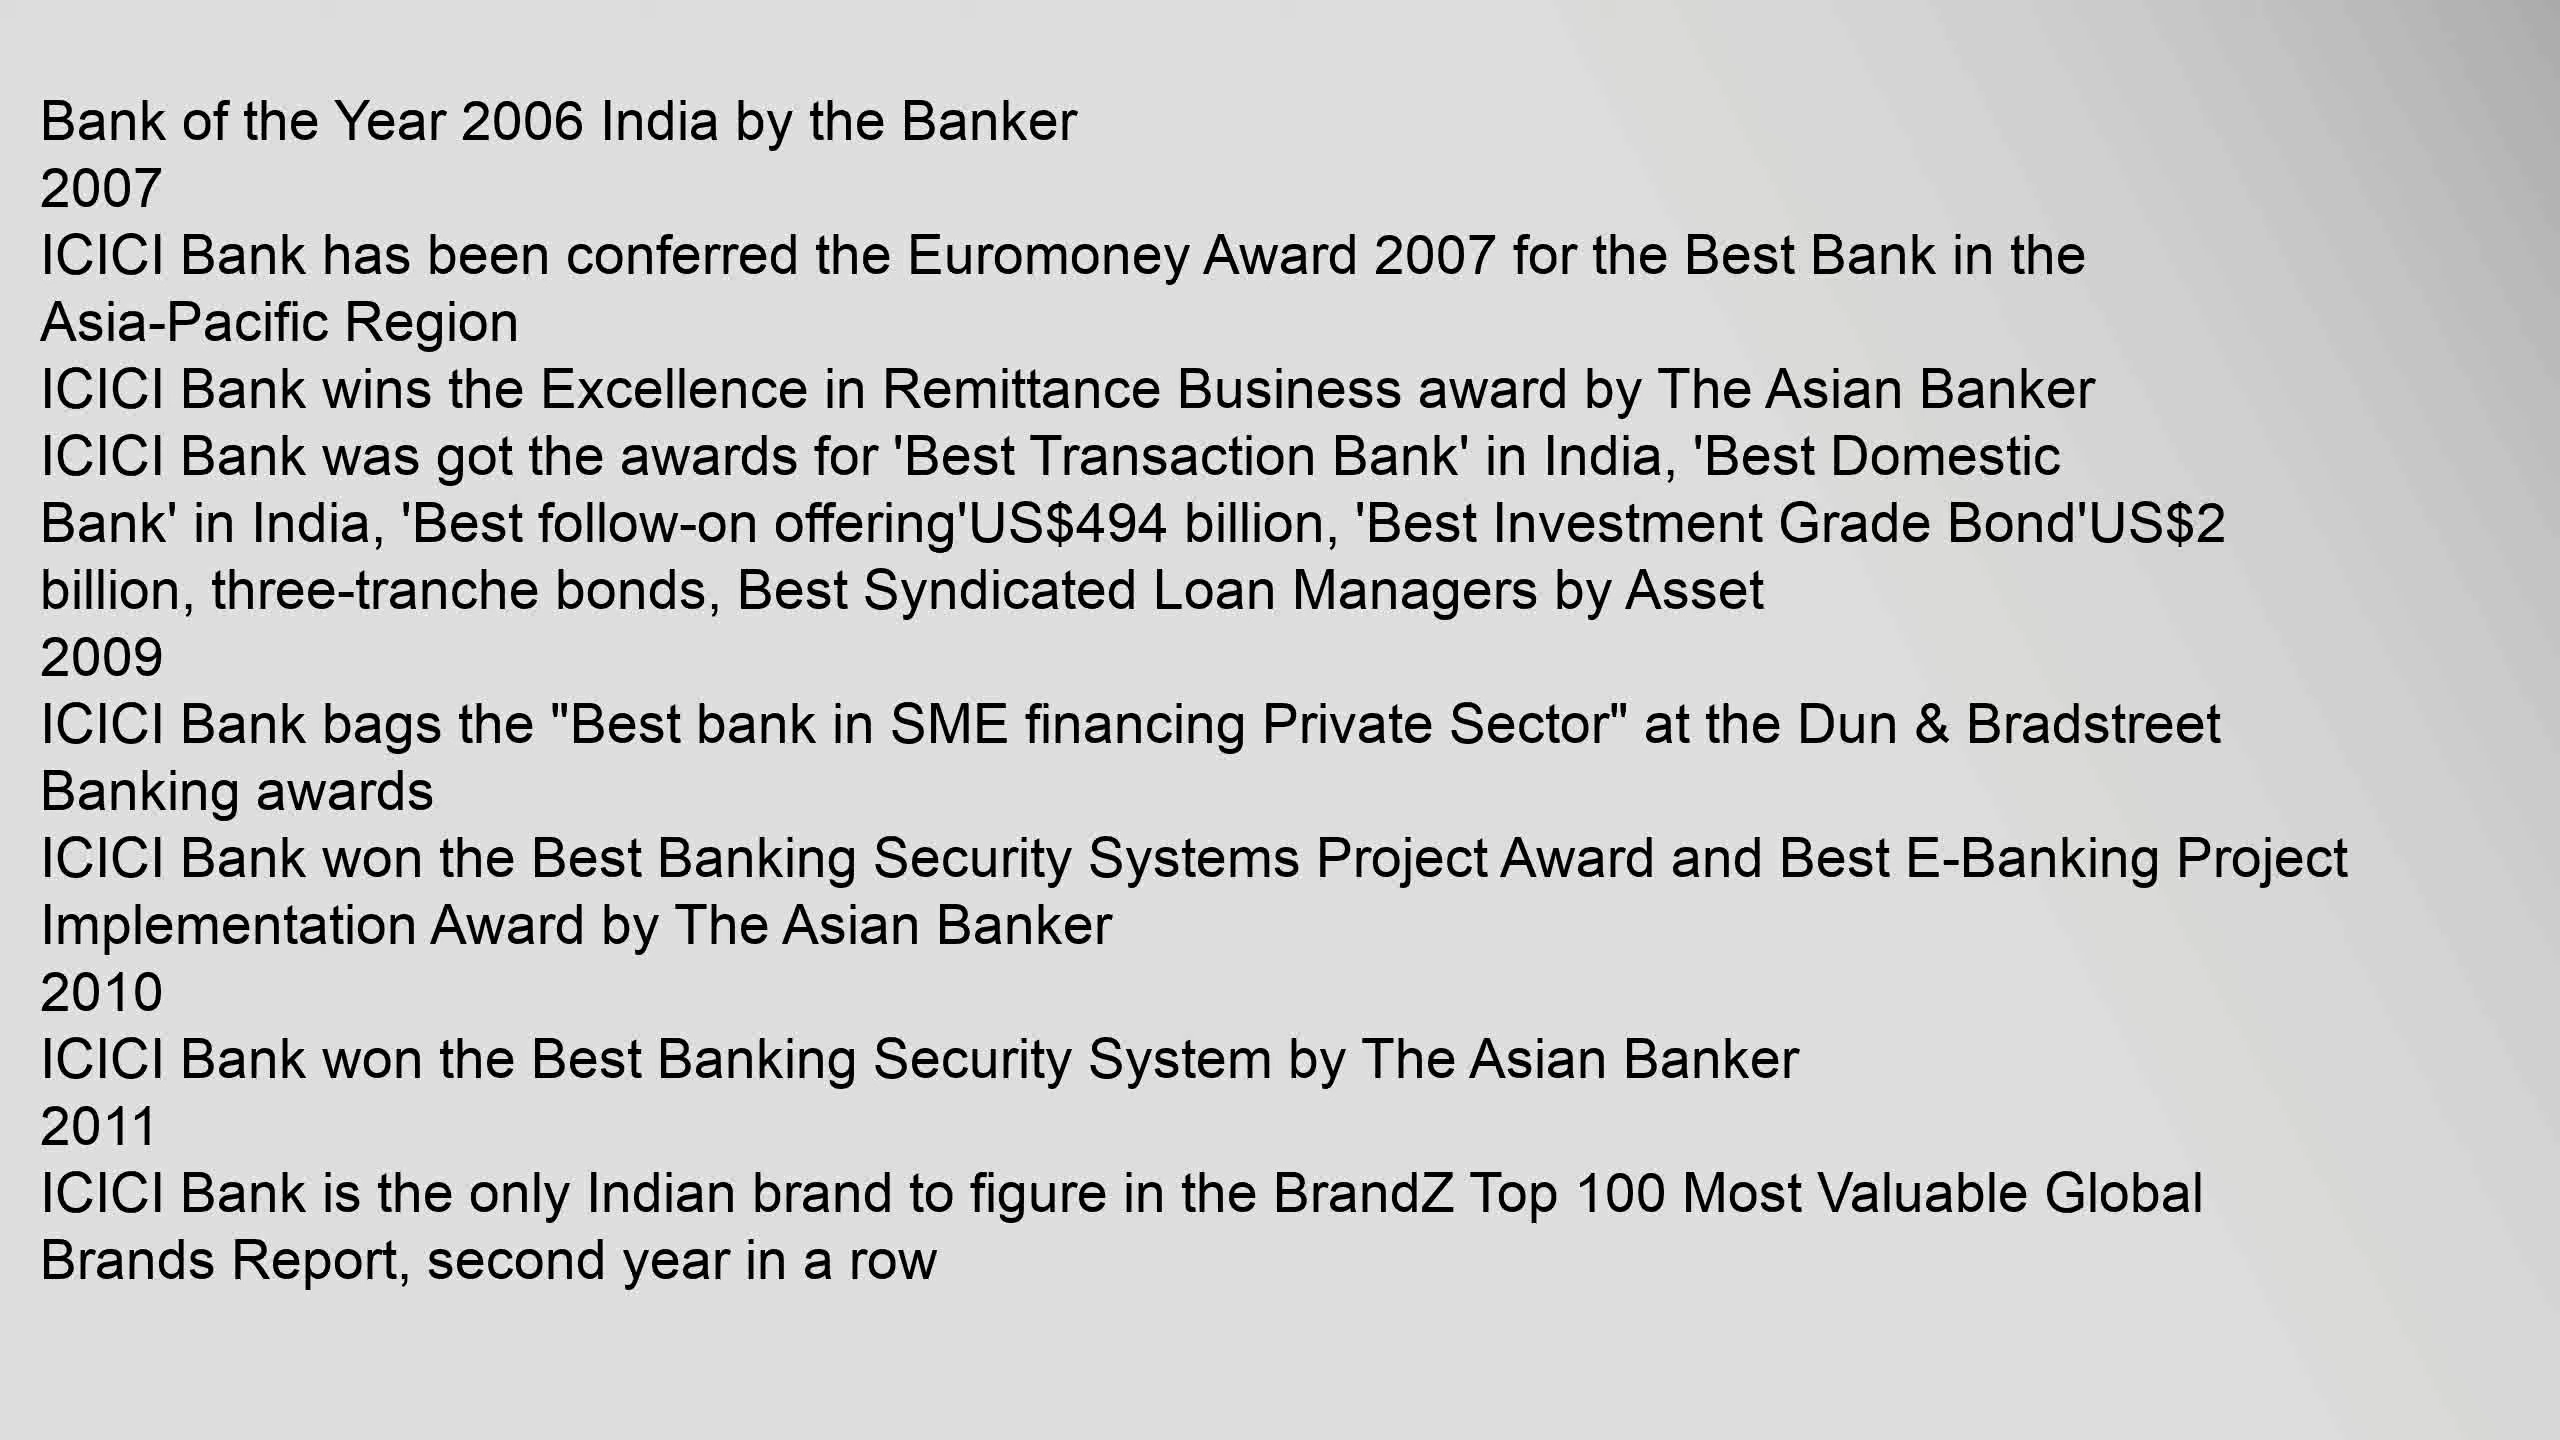 Bank of the Year 2006 India by the Banker
2007
ICICI Bank has been conferred the Euromoney Award 2007 for the Best Bank in the
Asia-Pacific Region
ICICI Bank wins the Excellence in Remittance Business award by The Asian Banker
ICICI Bank was got the awards for 'Best Transaction Bank' in India, 'Best Domestic
Bank' in India, 'Best follow-on offering'US$494 billion, 'Best Investment Grade Bond'US$2
billion, three-tranche bonds, Best Syndicated Loan Managers by Asset
2009
ICICI Bank bags the "Best bank in SME financing Private Sector" at the Dun & Bradstreet
Banking awards
ICICI Bank won the Best Banking Security Systems Project Award and Best E-Banking Project
Implementation Award by The Asian Banker
2010
ICICI Bank won the Best Banking Security System by The Asian Banker
2011
ICICI Bank is the only Indian brand to figure in the BrandZ Top 100 Most Valuable Global
Brands Report, second year in a row